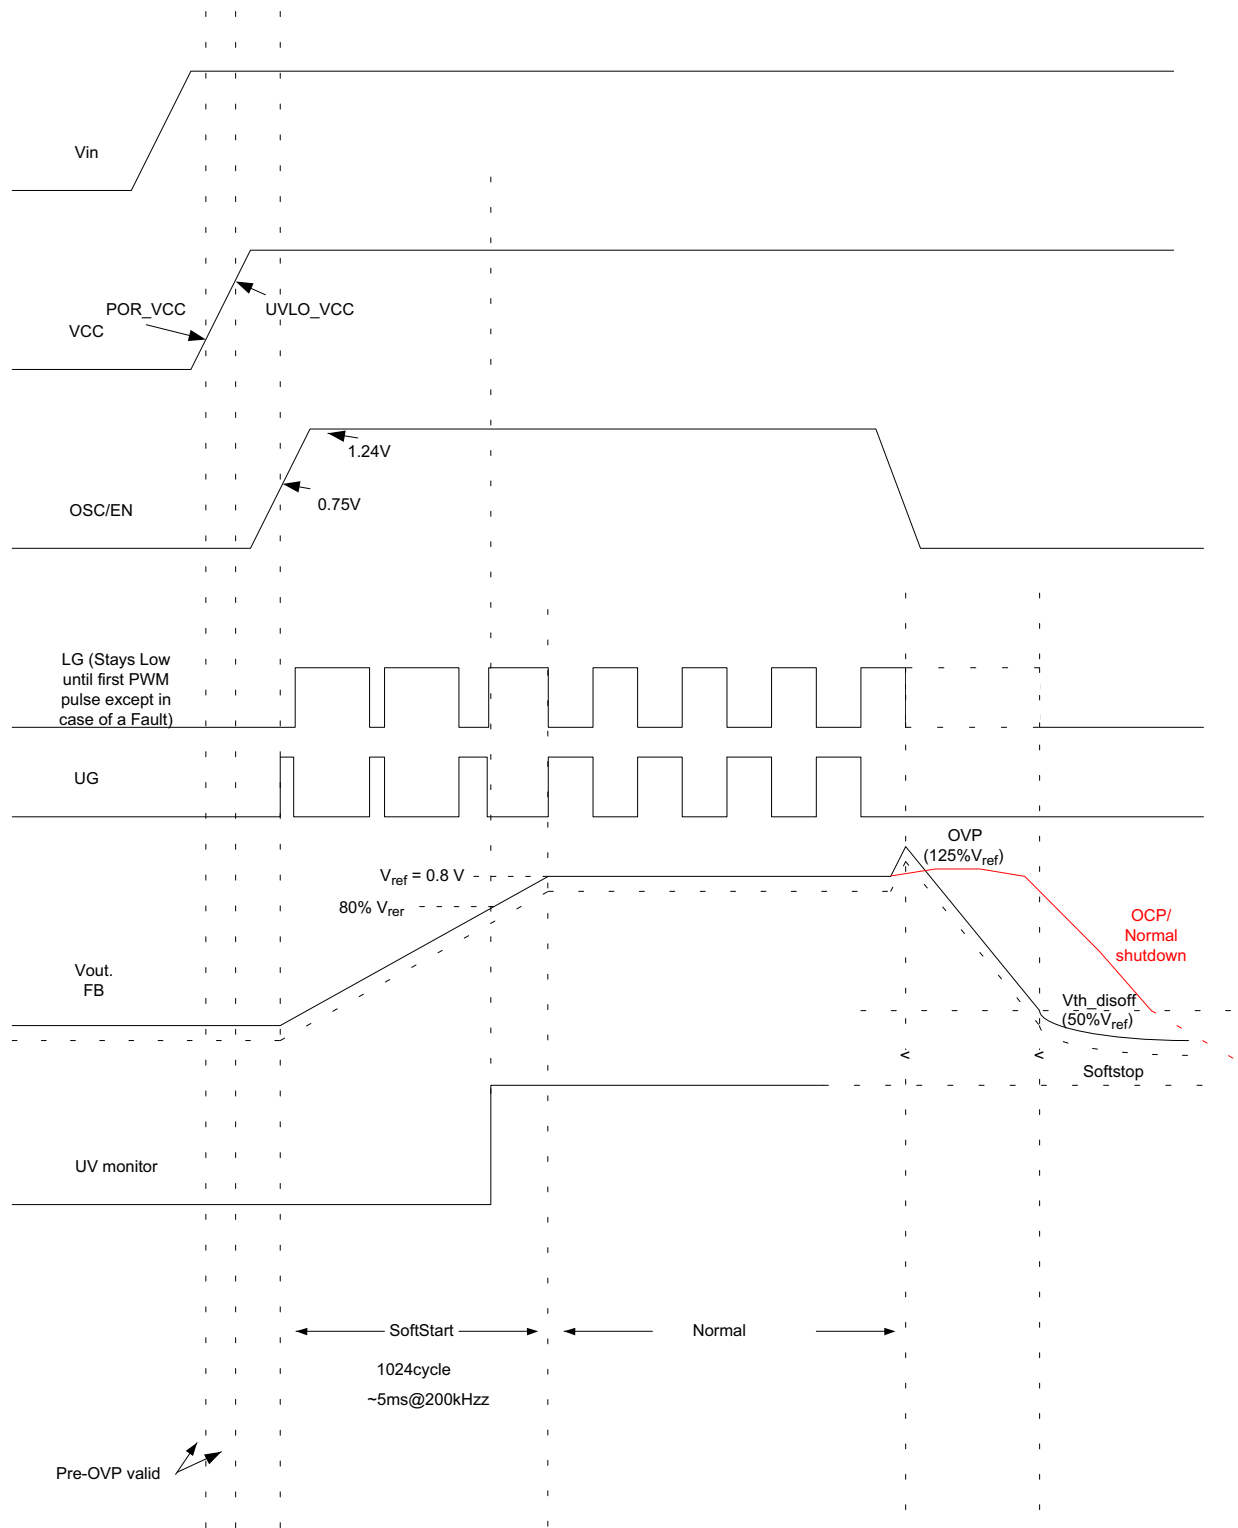 Vin
POR_VCC
UVLO_VCC
VCC
1.24V
0.75V
OSC/EN
LG (Stays Low
until first PWM
pulse except in
case of a Fault)
UG
OVP
(125%Vref)
Vref = 0.8 V
80% Vrer
OCP/
Normal
shutdown
Vout.
FB
Vth_disoff
(50%Vref)
Softstop
UV monitor
SoftStart
Normal
1024cycle
~5ms@200kHzz
Pre-OVP valid